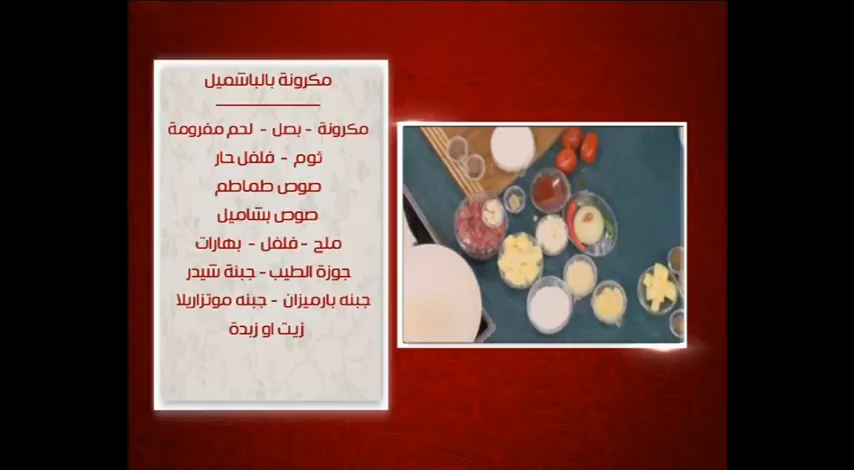 مكرونة بالباشميل
مكرونة - بصل - لحم مفرومة
ثوم - فلفل حار
صوص طماطم
صوص بشاميل
ملح - فلفل - بهارات
جوزة الطيب - جبنة شيدر
جبنه بارميزان - جبنه موتزاريلا
زيت او زبدة